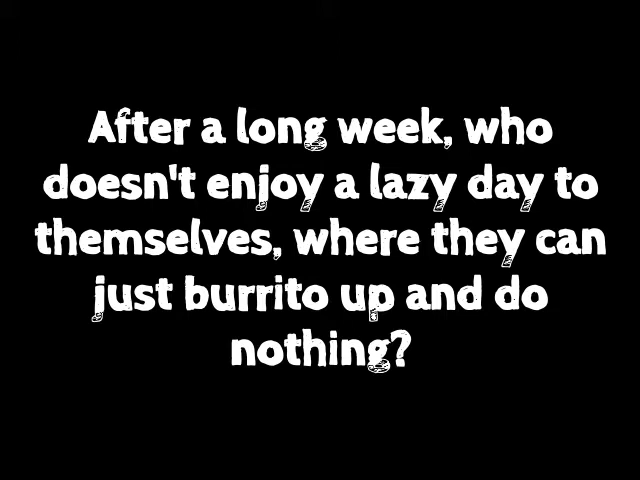 After a long week, who
doesn't enjoy a lazy day to
themselves, where they can
just burrito up and do
nothing?